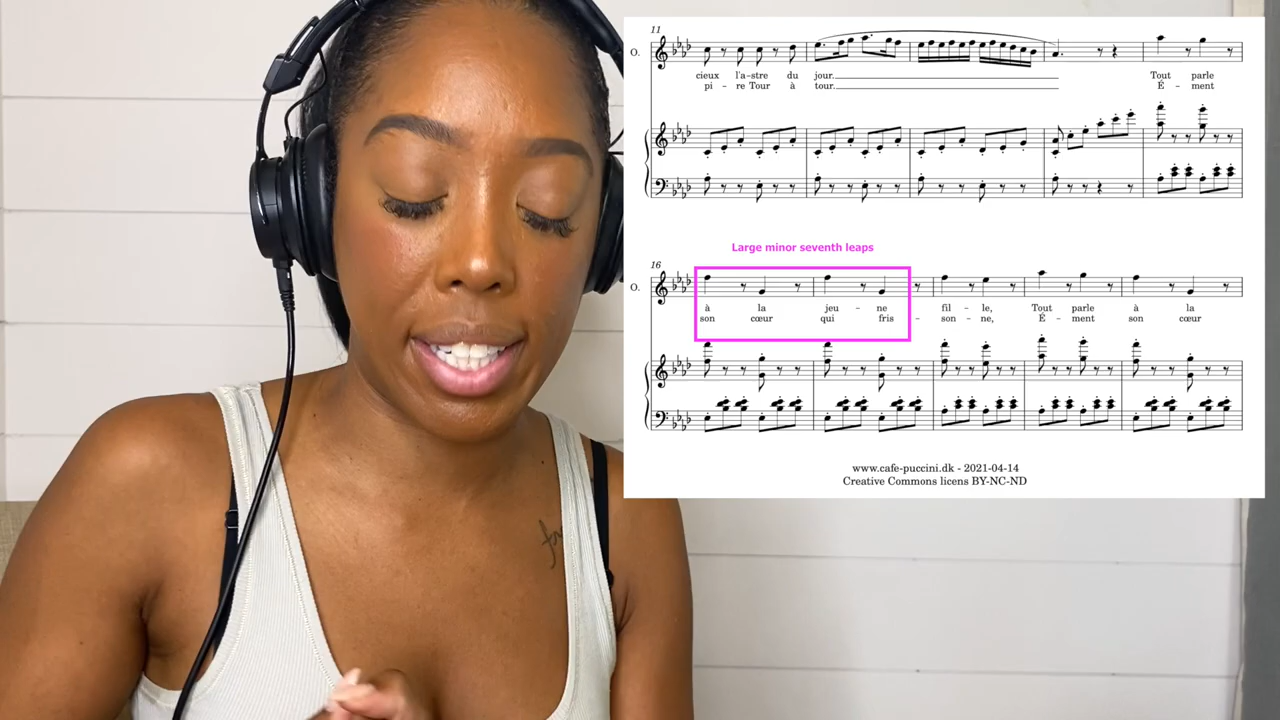 11
O.
cieux l'a-stre du jour. Tout parle
pi - re Tour à tour. É - ment
Large minor seventh leaps
16
O.
à la jeu - ne fil - le, Tout parle à la
son cœur qui fris - son - ne, É - ment son cœur
www.cafe-puccini.dk - 2021-04-14
Creative Commons licens BY-NC-ND